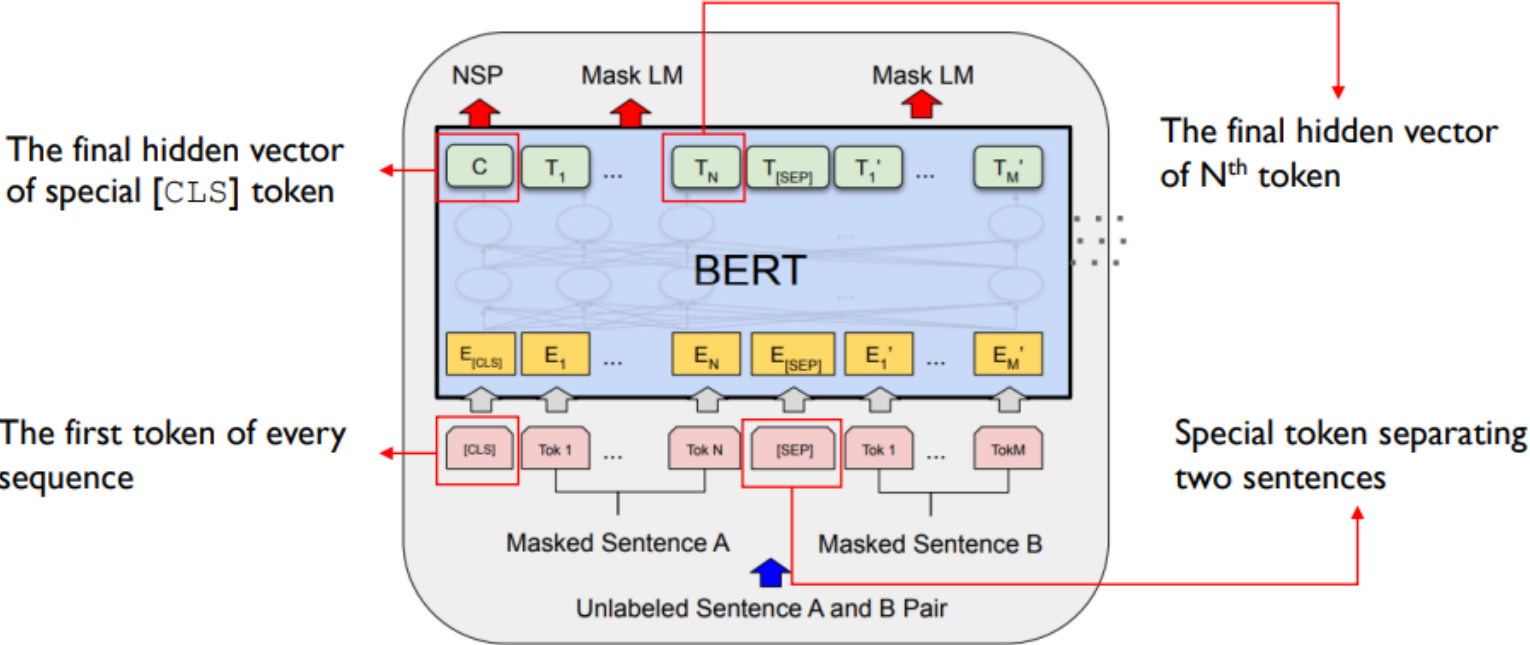 NSP Mask LM Mask LM
The final hidden vector
of special [CLS] token
C T1 ... TN T[SEP] T1' ... TM'
The final hidden vector
of Nth token
...
BERT
...
E[CLS] E1 ... EN E[SEP] E1' ... EM'
The first token of every
sequence
[CLS] Tok 1 ... Tok N [SEP] Tok 1 ... TokM
Special token separating
two sentences
Masked Sentence A Masked Sentence B
Unlabeled Sentence A and B Pair